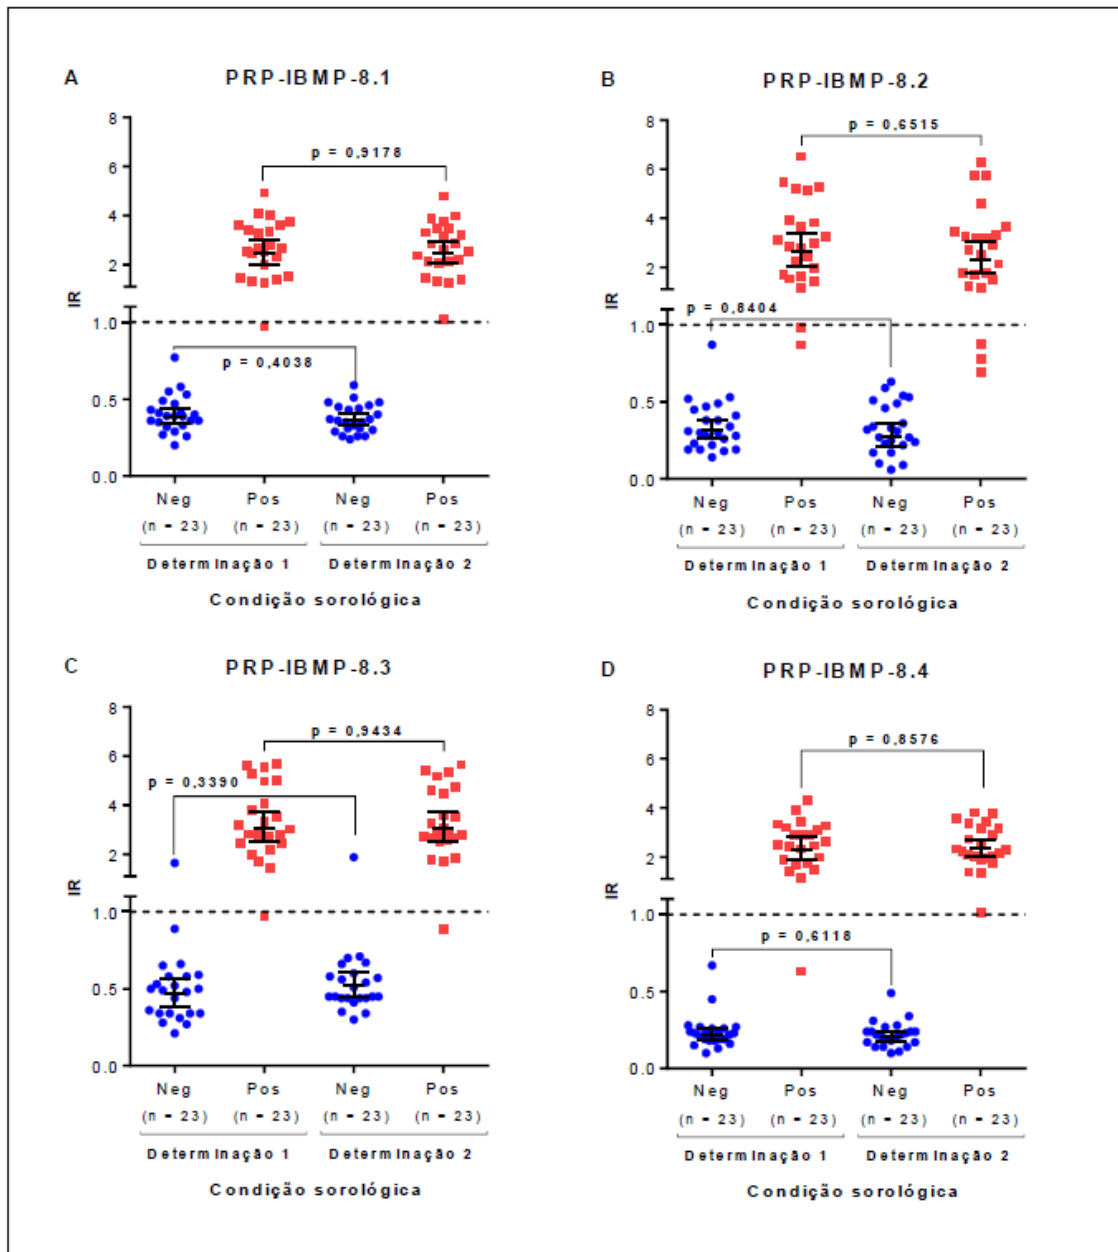 A PRP-IBMP-8.1
8
6
4
2
p = 0,9178
IR
1.0
0.5
0.0
p = 0,4038
Neg Pos Neg Pos
(n = 23) (n = 23) (n = 23) (n = 23)
Determinação 1 Determinação 2
Condição sorológica
B PRP-IBMP-8.2
8
6
4
2
p = 0,6515
IR
1.0
0.5
0.0
p = 0,8404
Neg Pos Neg Pos
(n = 23) (n = 23) (n = 23) (n = 23)
Determinação 1 Determinação 2
Condição sorológica
C PRP-IBMP-8.3
8
6
4
2
p = 0,9434
p = 0,3390
IR
1.0
0.5
0.0
Neg Pos Neg Pos
(n = 23) (n = 23) (n = 23) (n = 23)
Determinação 1 Determinação 2
Condição sorológica
D PRP-IBMP-8.4
8
6
4
2
p = 0,8576
IR
1.0
0.5
0.0
p = 0,6118
Neg Pos Neg Pos
(n = 23) (n = 23) (n = 23) (n = 23)
Determinação 1 Determinação 2
Condição sorológica